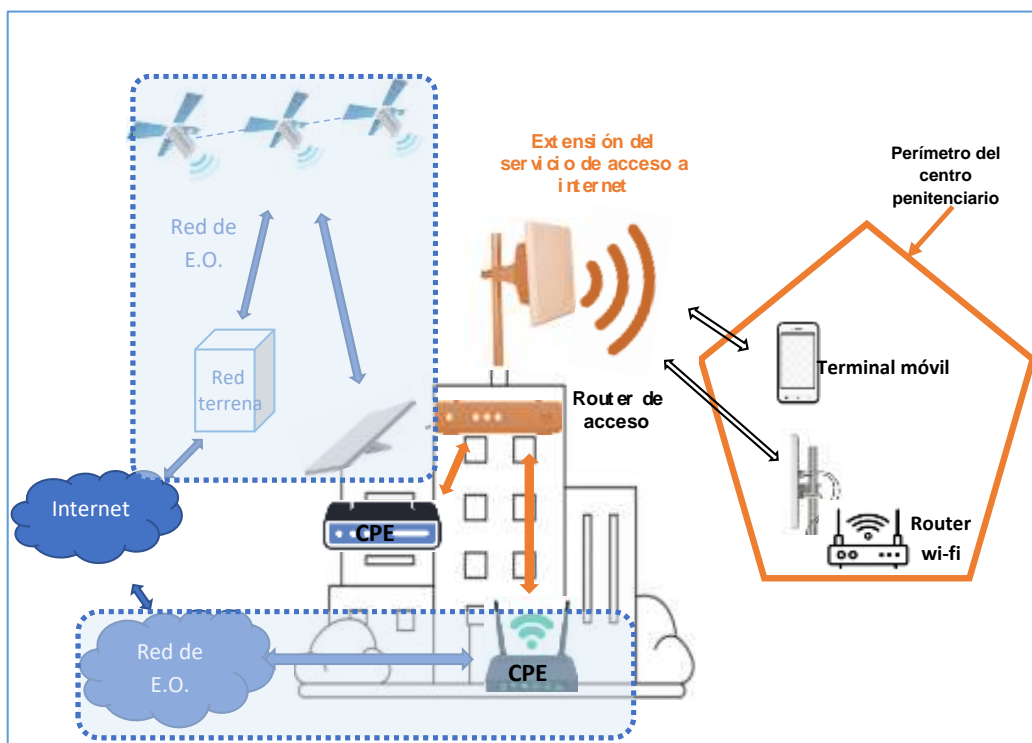 Extensión del
servicio de acceso a
internet
Perímetro del
centro
penitenciario
Red de
E.O.
Red
terrena
Router de
acceso
Terminal móvil
Internet
CPE
Router
wi-fi
Red de
E.O.
CPE